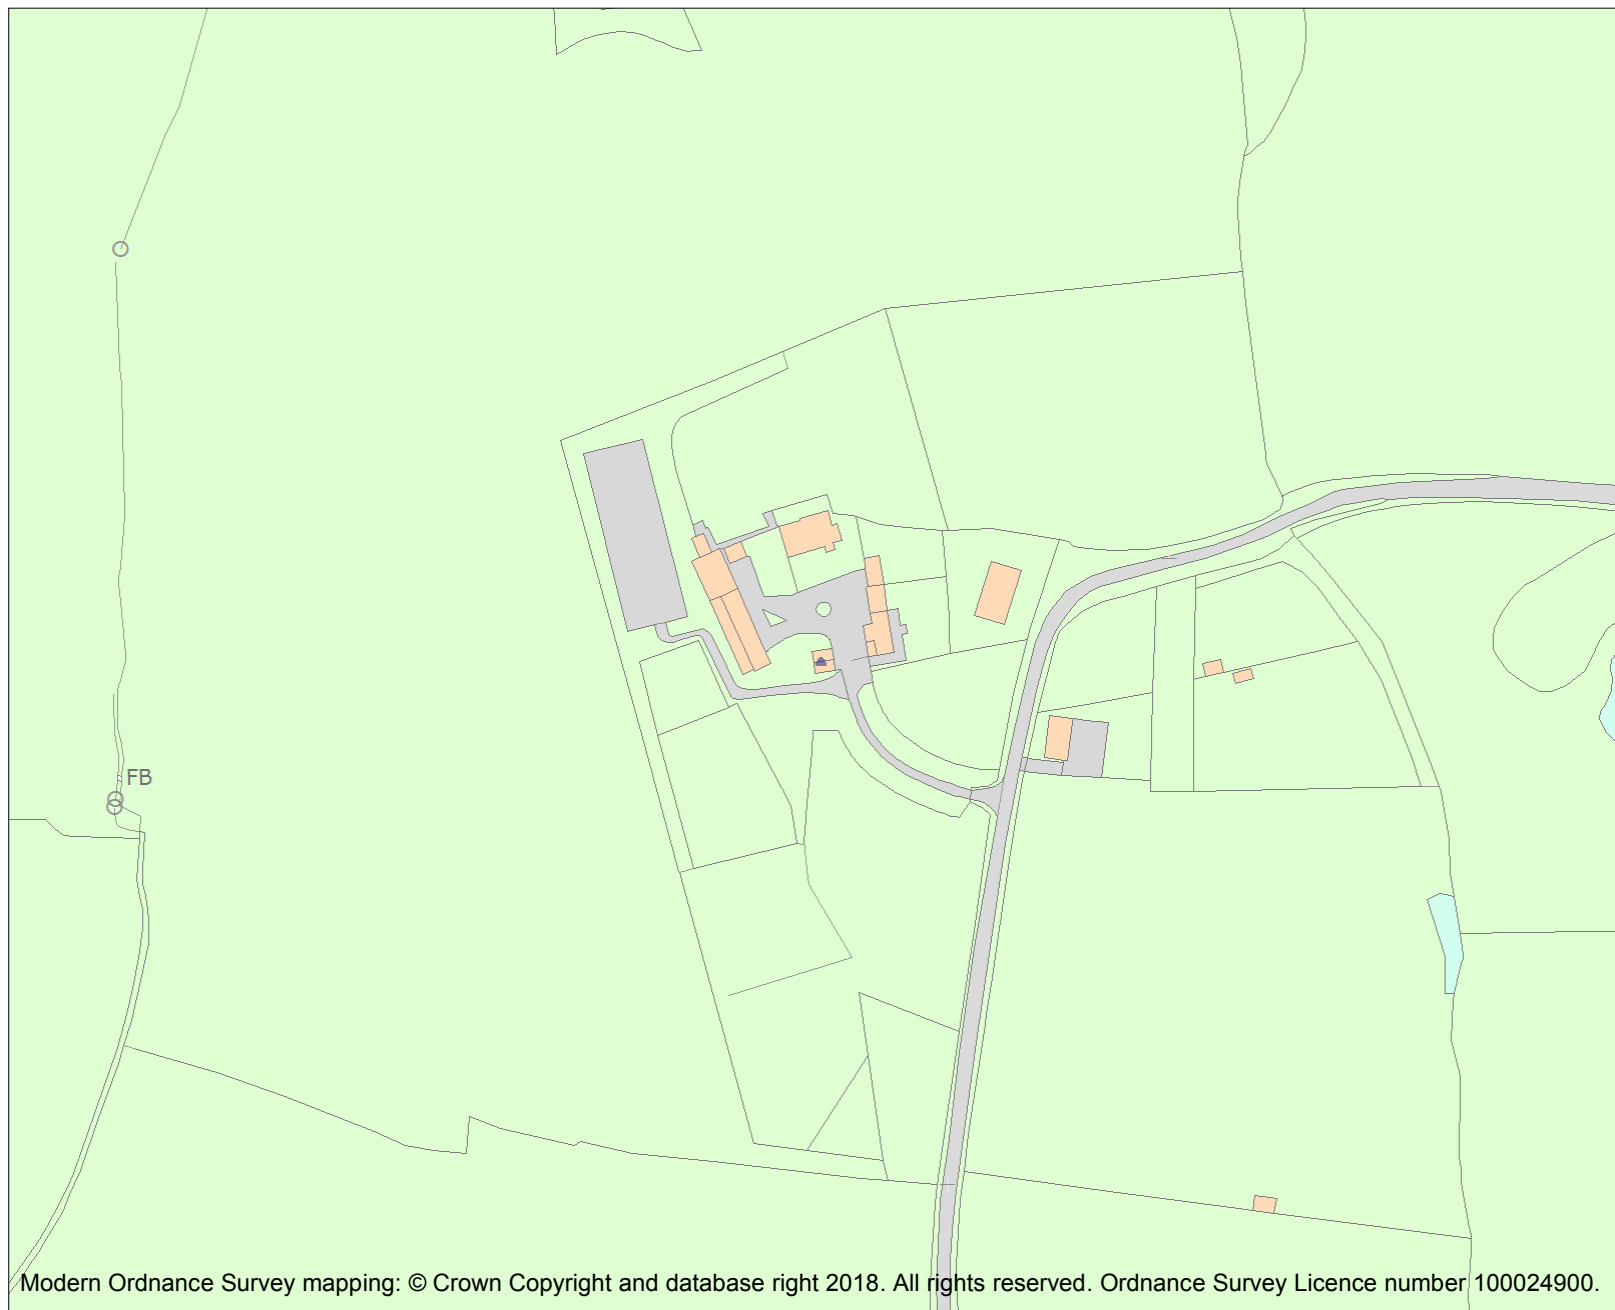 FB
Modern Ordnance Survey mapping: © Crown Copyright and database right 2018. All rights reserved. Ordnance Survey Licence number 100024900.